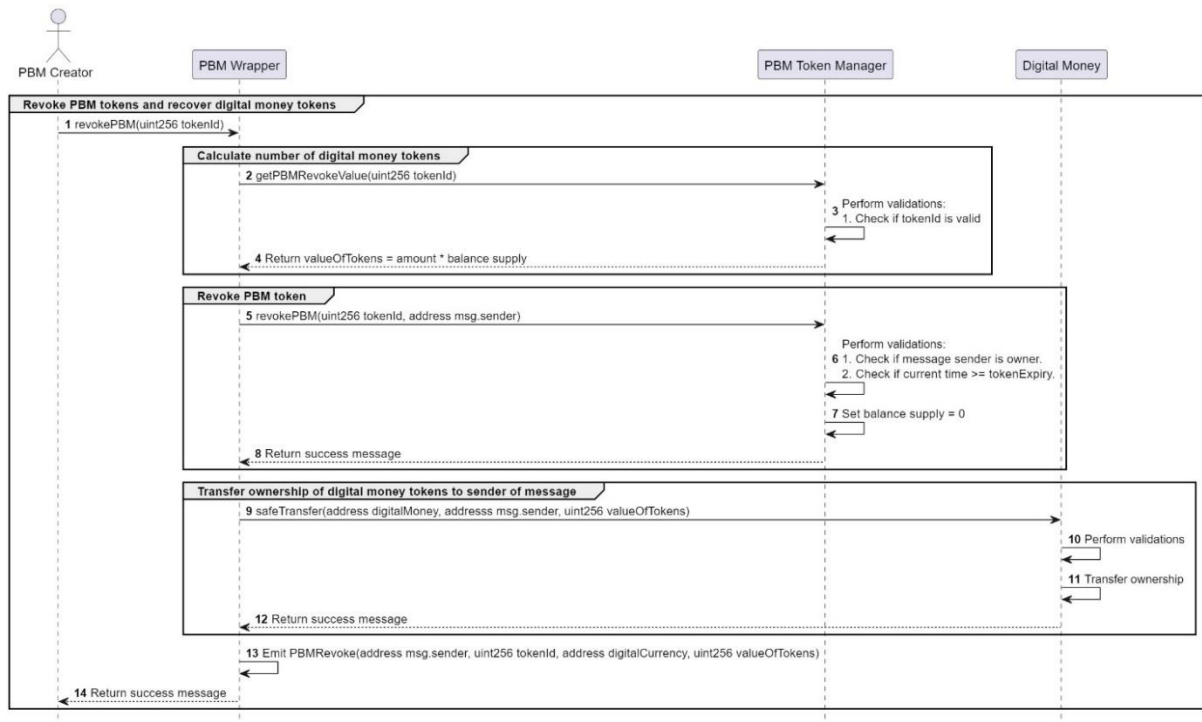 PBM Creator
PBM Wrapper
PBM Token Manager
Digital Money
Revoke PBM tokens and recover digital money tokens
1 revokePBM(uint256 tokenId)
Calculate number of digital money tokens
2 getPBMRevokeValue(uint256 tokenId)
Perform validations:
3 1. Check if tokenId is valid
4 Return valueOfTokens = amount * balance supply
Revoke PBM token
5 revokePBM(uint256 tokenId, address msg.sender)
Perform validations:
6 1. Check if message sender is owner.
2. Check if current time >= tokenExpiry.
7 Set balance supply = 0
8 Return success message
Transfer ownership of digital money tokens to sender of message
9 safeTransfer(address digitalMoney, addresss msg.sender, uint256 valueOfTokens)
10 Perform validations
11 Transfer ownership
12 Return success message
13 Emit PBMRevoke(address msg.sender, uint256 tokenId, address digitalCurrency, uint256 valueOfTokens)
14 Return success message